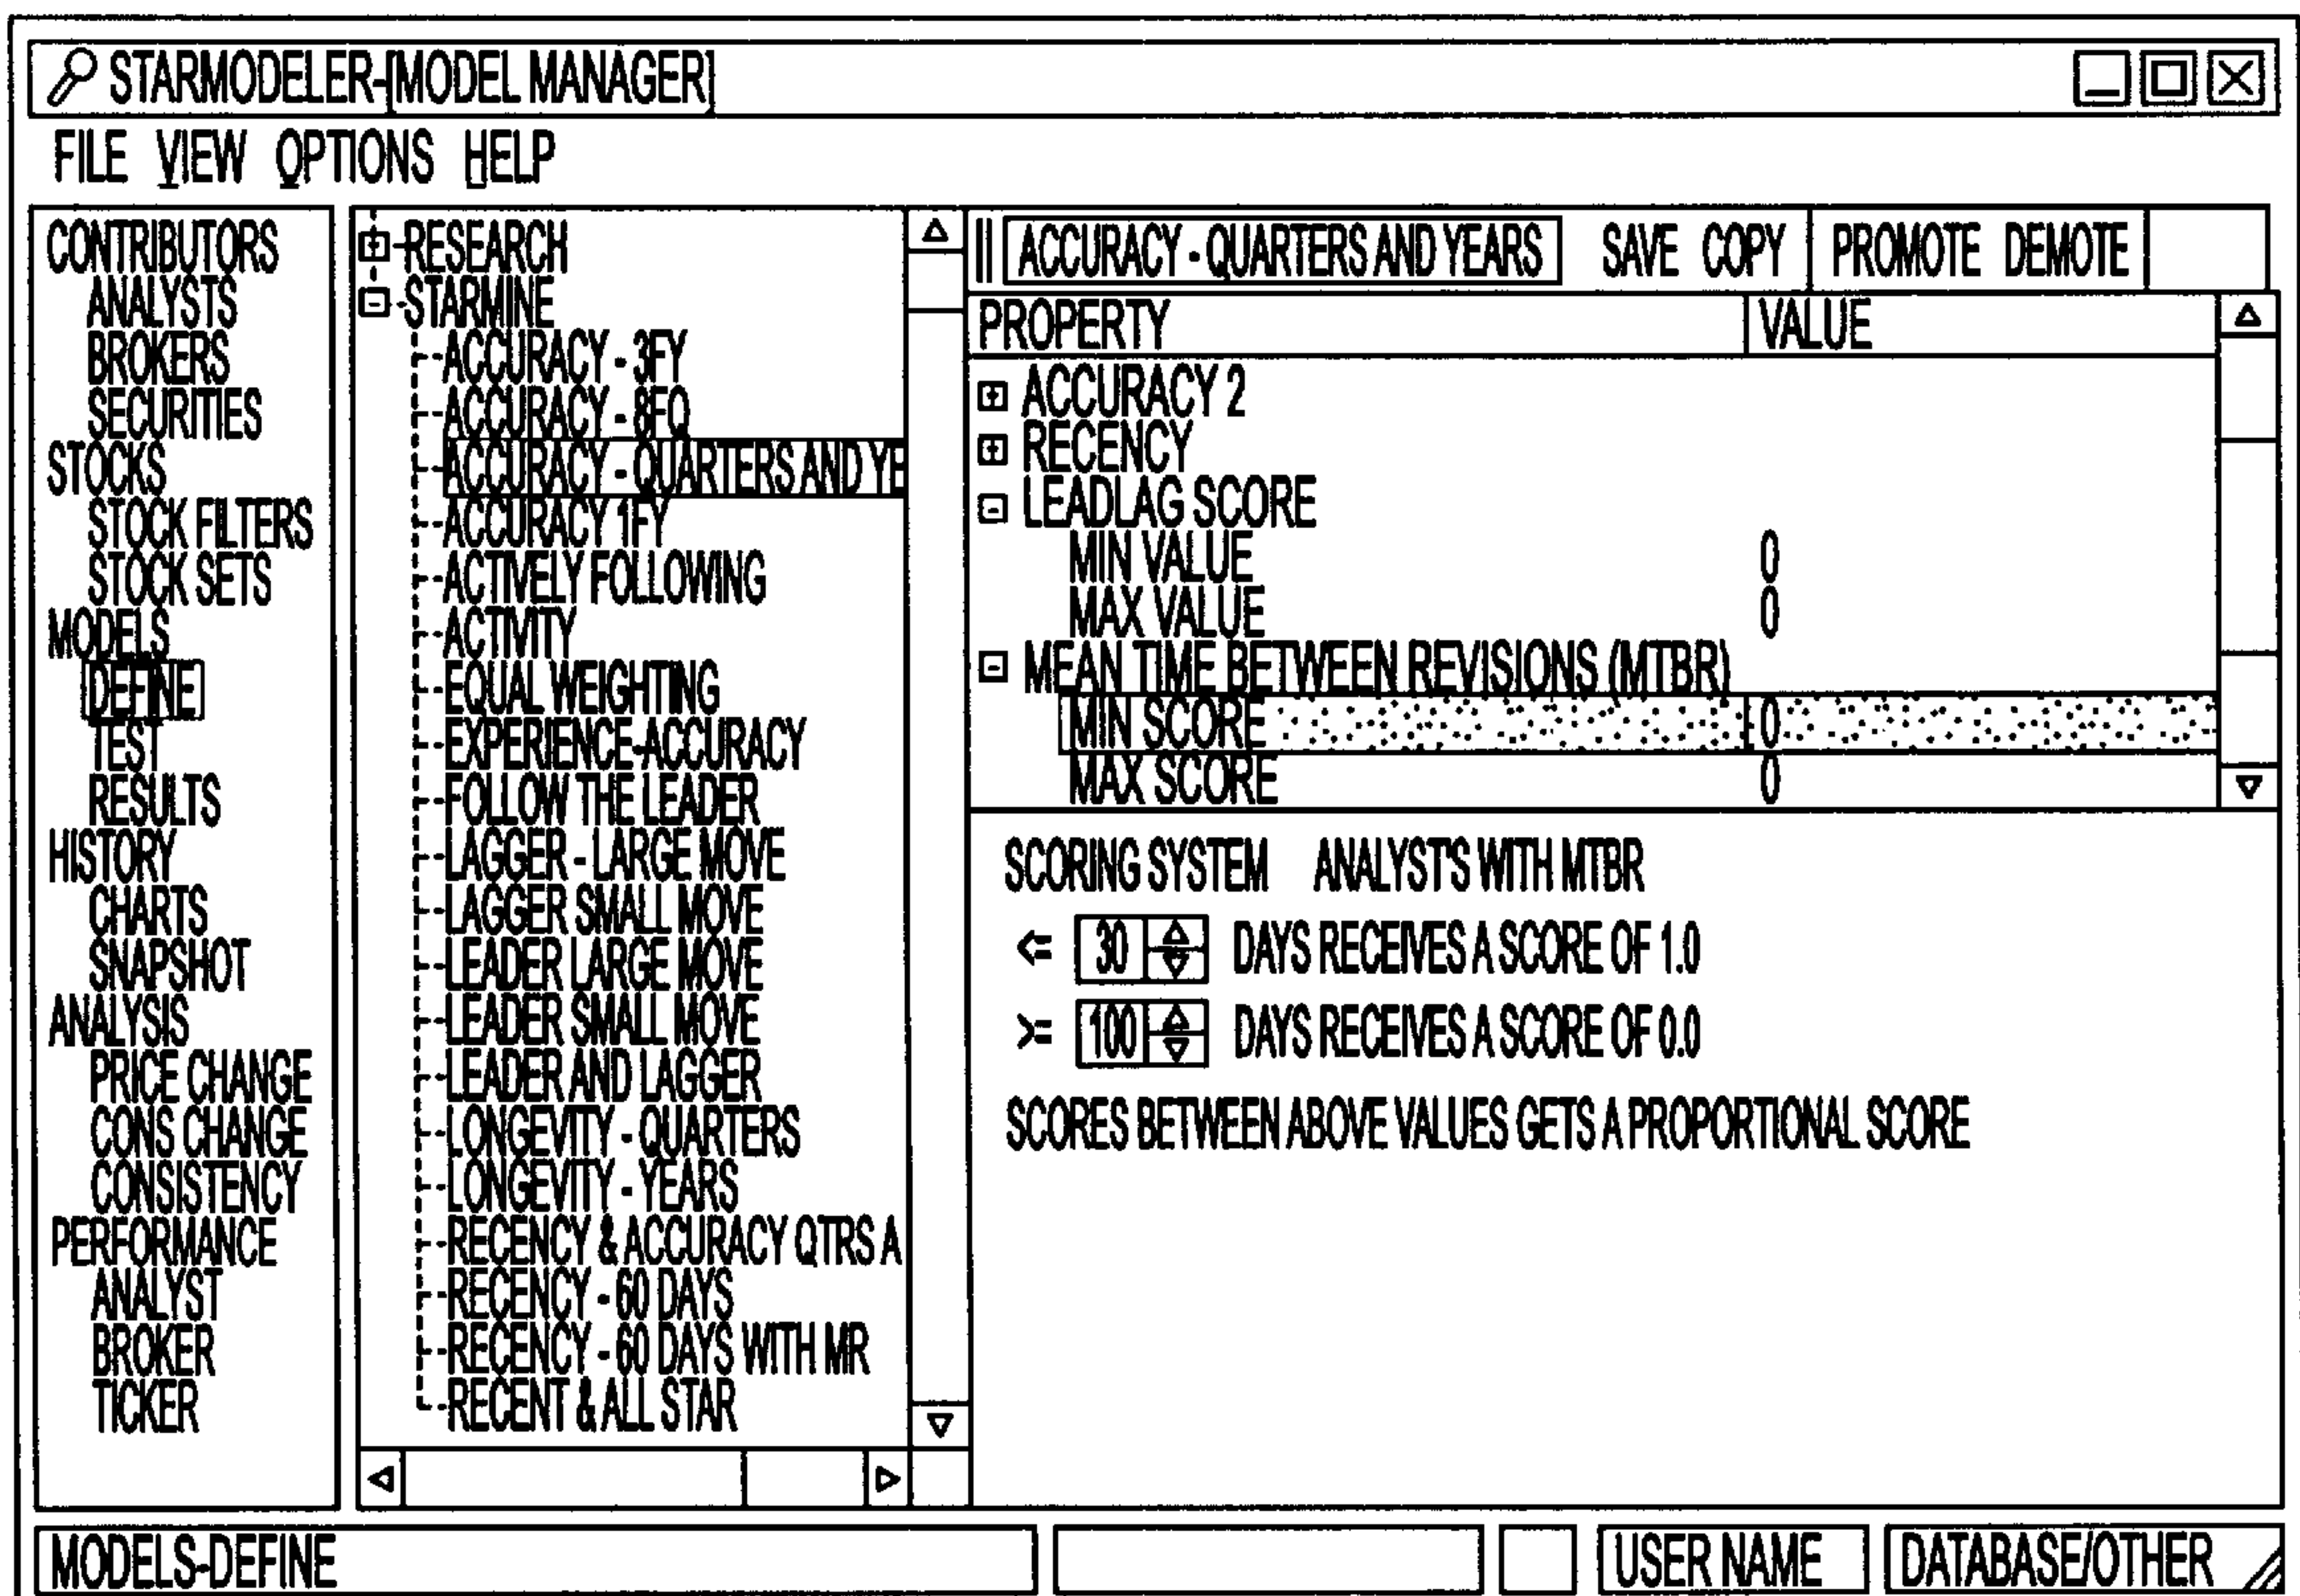 STARMODELER-[MODEL MANAGER]
FILE VIEW OPTIONS HELP
CONTRIBUTORS
ANALYSTS
BROKERS
SECURITIES
STOCKS
STOCK FILTERS
STOCK SETS
MODELS
DEFINE
TEST
RESULTS
HISTORY
CHARTS
SNAPSHOT
ANALYSIS
PRICE CHANGE
CONS CHANGE
CONSISTENCY
PERFORMANCE
ANALYST
BROKER
TICKER
RESEARCH
STARMINE
ACCURACY - 3FY
ACCURACY - 8FQ
ACCURACY - QUARTERS AND YE
ACCURACY 1FY
ACTIVELY FOLLOWING
ACTIVITY
EQUAL WEIGHTING
EXPERIENCE-ACCURACY
FOLLOW THE LEADER
LAGGER - LARGE MOVE
LAGGER SMALL MOVE
LEADER LARGE MOVE
LEADER SMALL MOVE
LEADER AND LAGGER
LONGEVITY - QUARTERS
LONGEVITY - YEARS
RECENCY & ACCURACY QTRS A
RECENCY - 60 DAYS
RECENCY - 60 DAYS WITH MR
RECENT & ALL STAR
ACCURACY - QUARTERS AND YEARS SAVE COPY PROMOTE DEMOTE
PROPERTY VALUE
ACCURACY 2
RECENCY
LEADLAG SCORE
MIN VALUE 0
MAX VALUE 0
MEAN TIME BETWEEN REVISIONS (MTBR)
MIN SCORE 0
MAX SCORE 0
SCORING SYSTEM ANALYST'S WITH MTBR
<= 30 DAYS RECEIVES A SCORE OF 1.0
>= 100 DAYS RECEIVES A SCORE OF 0.0
SCORES BETWEEN ABOVE VALUES GETS A PROPORTIONAL SCORE
MODELS-DEFINE USER NAME DATABASE/OTHER